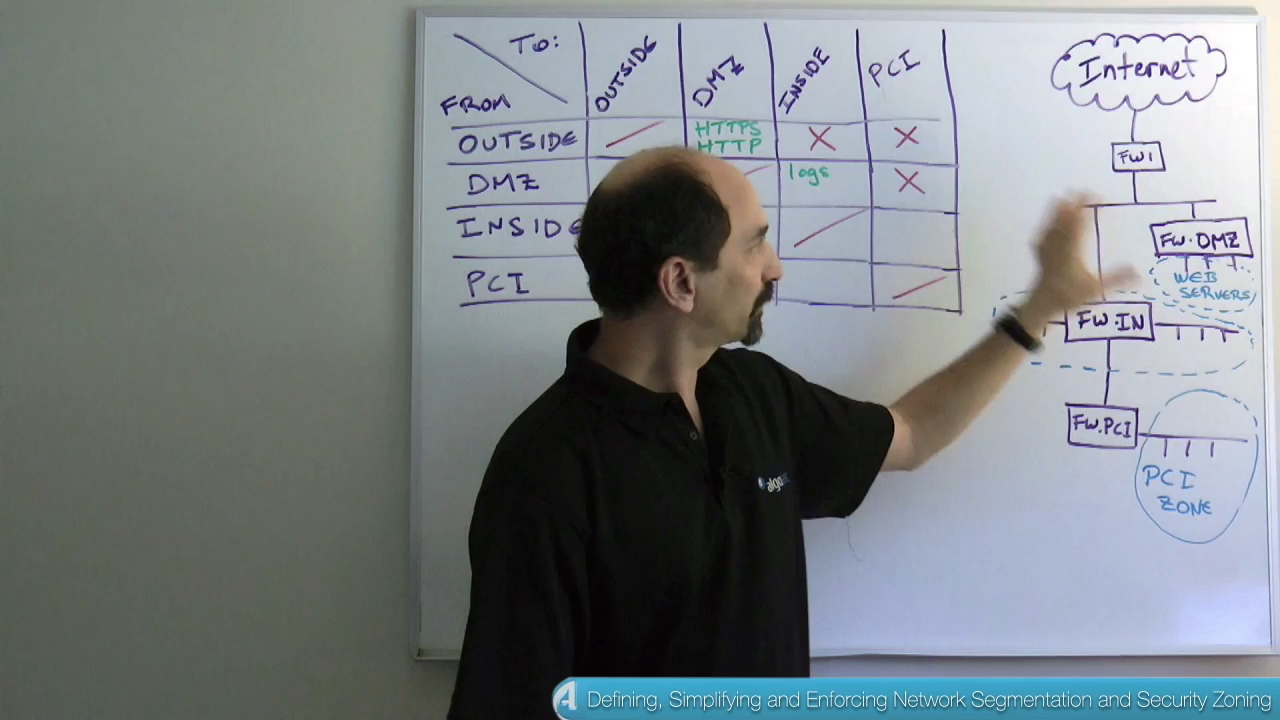 TO:
FROM
OUTSIDE
DMZ
INSIDE
PCI
OUTSIDE
HTTPS
HTTP
X
X
DMZ
logs
X
INSIDE
PCI
Internet
FW1
FW.DMZ
WEB
SERVERS
FW.IN
FW.PCI
PCI
ZONE
Defining, Simplifying and Enforcing Network Segmentation and Security Zoning